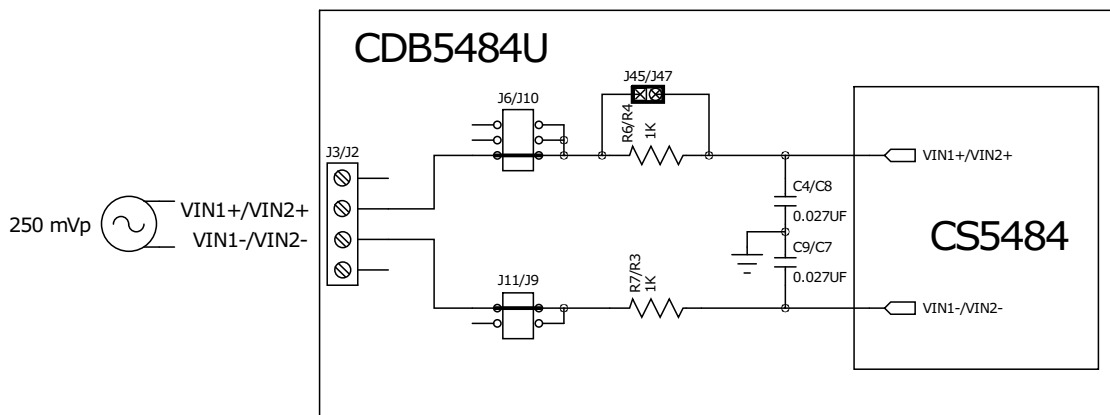 CDB5484U
J45/J47
J6/J10
R6/R4
1K
J3/J2
VIN1+/VIN2+
C4/C8
0.027UF
250 mVp
VIN1+/VIN2+
VIN1-/VIN2-
CS5484
C9/C7
0.027UF
J11/J9
R7/R3
1K
VIN1-/VIN2-